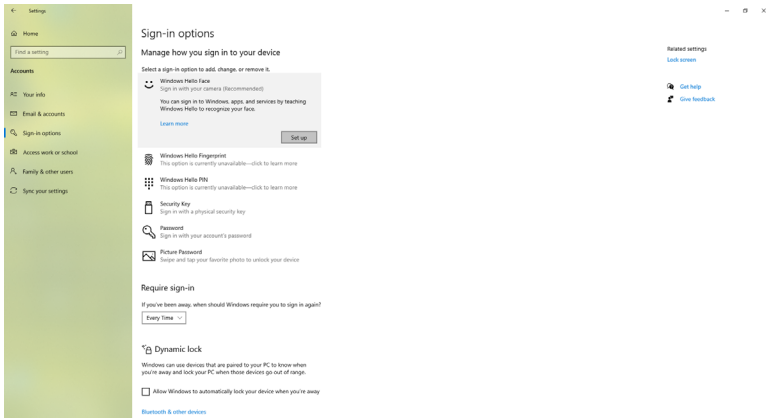 Settings
Home
Find a setting
Accounts
Your info
Email & accounts
Sign-in options
Access work or school
Family & other users
Sync your settings
Sign-in options
Manage how you sign in to your device
Select a sign-in option to add, change, or remove it.
Windows Hello Face
Sign in with your camera (Recommended)
You can sign in to Windows, apps, and services by teaching
Windows Hello to recognize your face.
Learn more
Set up
Windows Hello Fingerprint
This option is currently unavailable—click to learn more
Windows Hello PIN
This option is currently unavailable—click to learn more
Security Key
Sign in with a physical security key
Password
Sign in with your account's password
Picture Password
Swipe and tap your favorite photo to unlock your device
Require sign-in
If you've been away, when should Windows require you to sign in again?
Every Time
Dynamic lock
Windows can use devices that are paired to your PC to know when
you're away and lock your PC when those devices go out of range.
Allow Windows to automatically lock your device when you're away
Bluetooth & other devices
Related settings
Lock screen
Get help
Give feedback